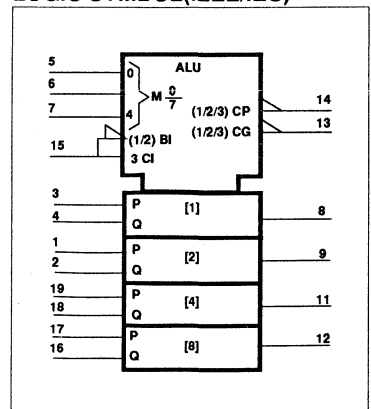 LOGIC SYMBOL(IEEE/IEC)
5
0
ALU
6
M 0
7
7
4
(1/2/3) CP
14
(1/2) BI
(1/2/3) CG
13
15
3 CI
3
P
[1]
4
Q
8
1
P
[2]
2
Q
9
19
P
[4]
18
Q
11
17
P
[8]
16
Q
12